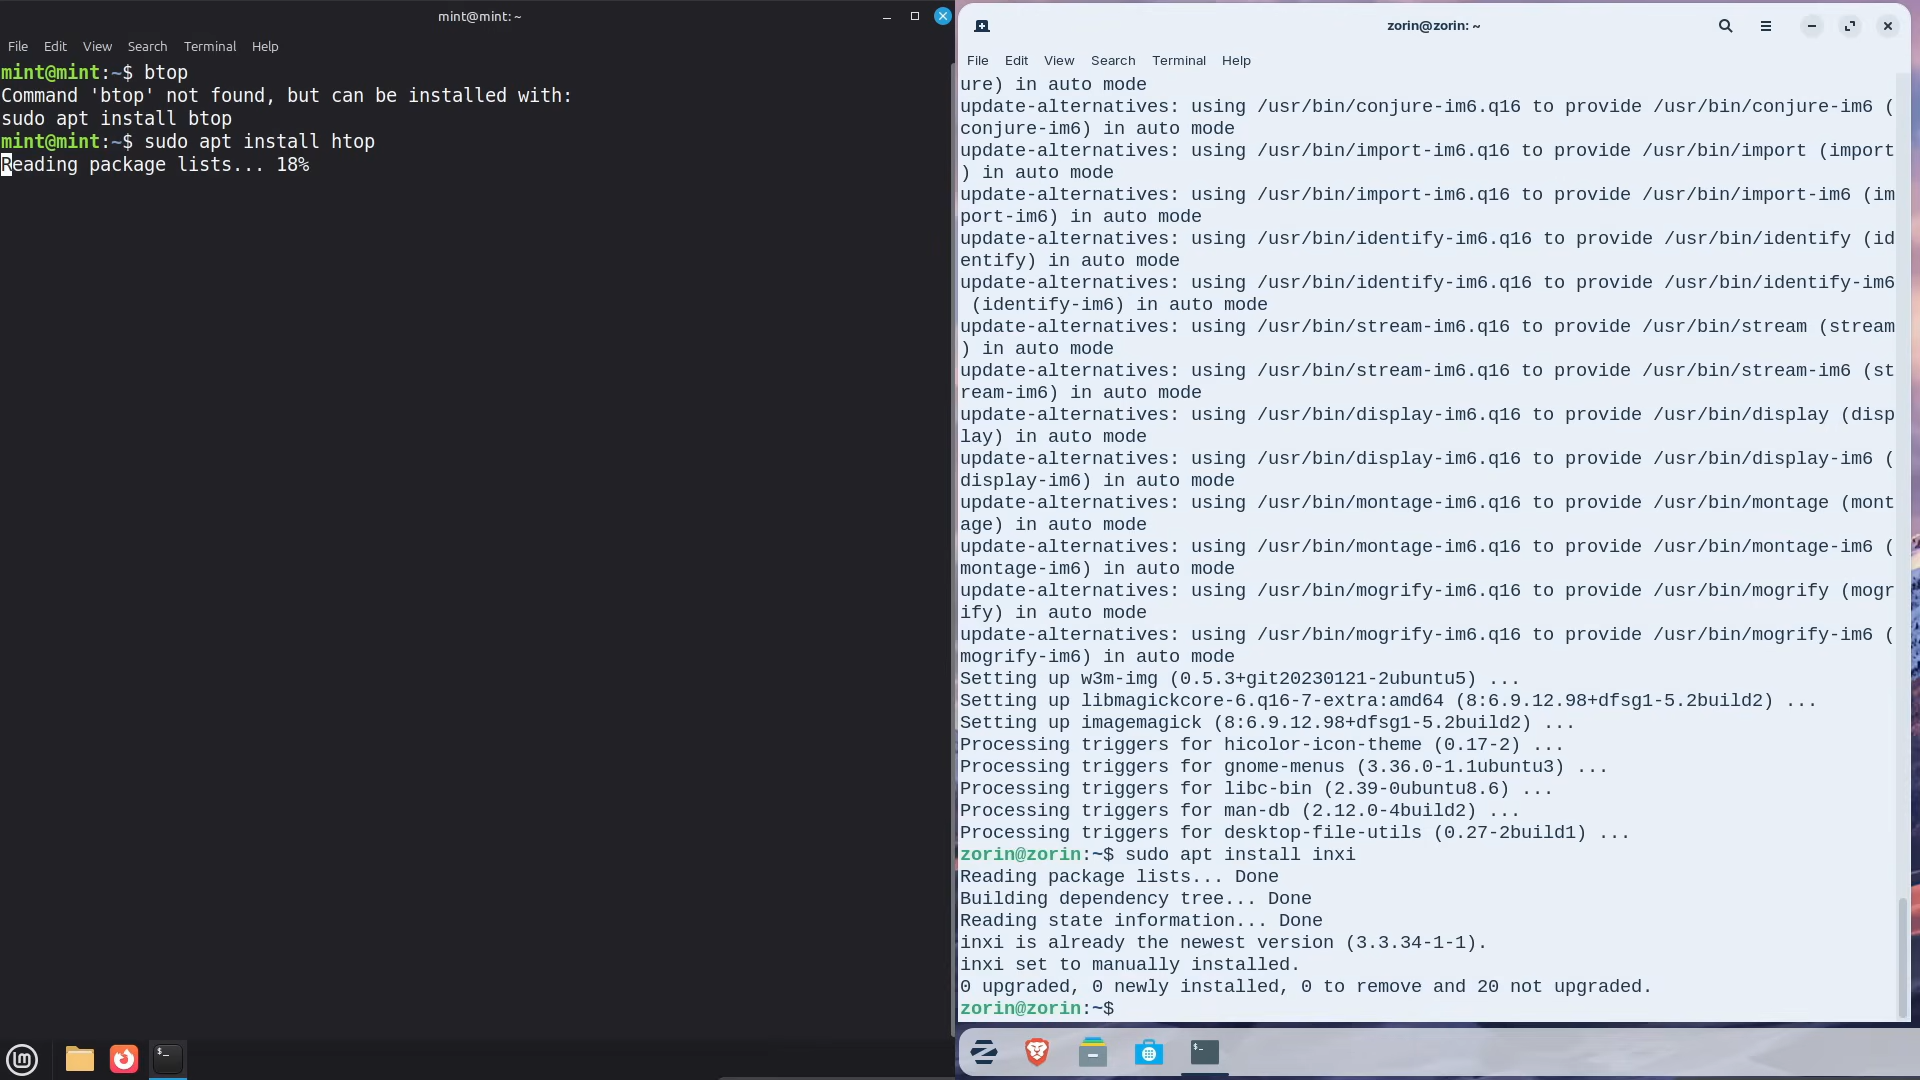 mint@mint: ~
File Edit View Search Terminal Help
mint@mint:~$ btop
Command 'btop' not found, but can be installed with:
sudo apt install btop
mint@mint:~$ sudo apt install htop
Reading package lists... 18%
zorin@zorin: ~
File Edit View Search Terminal Help
ure) in auto mode
update-alternatives: using /usr/bin/conjure-im6.q16 to provide /usr/bin/conjure-im6 (
conjure-im6) in auto mode
update-alternatives: using /usr/bin/import-im6.q16 to provide /usr/bin/import (import
) in auto mode
update-alternatives: using /usr/bin/import-im6.q16 to provide /usr/bin/import-im6 (im
port-im6) in auto mode
update-alternatives: using /usr/bin/identify-im6.q16 to provide /usr/bin/identify (id
entify) in auto mode
update-alternatives: using /usr/bin/identify-im6.q16 to provide /usr/bin/identify-im6
 (identify-im6) in auto mode
update-alternatives: using /usr/bin/stream-im6.q16 to provide /usr/bin/stream (stream
) in auto mode
update-alternatives: using /usr/bin/stream-im6.q16 to provide /usr/bin/stream-im6 (st
ream-im6) in auto mode
update-alternatives: using /usr/bin/display-im6.q16 to provide /usr/bin/display (disp
lay) in auto mode
update-alternatives: using /usr/bin/display-im6.q16 to provide /usr/bin/display-im6 (
display-im6) in auto mode
update-alternatives: using /usr/bin/montage-im6.q16 to provide /usr/bin/montage (mont
age) in auto mode
update-alternatives: using /usr/bin/montage-im6.q16 to provide /usr/bin/montage-im6 (
montage-im6) in auto mode
update-alternatives: using /usr/bin/mogrify-im6.q16 to provide /usr/bin/mogrify (mogr
ify) in auto mode
update-alternatives: using /usr/bin/mogrify-im6.q16 to provide /usr/bin/mogrify-im6 (
mogrify-im6) in auto mode
Setting up w3m-img (0.5.3+git20230121-2ubuntu5) ...
Setting up libmagickcore-6.q16-7-extra:amd64 (8:6.9.12.98+dfsg1-5.2build2) ...
Setting up imagemagick (8:6.9.12.98+dfsg1-5.2build2) ...
Processing triggers for hicolor-icon-theme (0.17-2) ...
Processing triggers for gnome-menus (3.36.0-1.1ubuntu3) ...
Processing triggers for libc-bin (2.39-0ubuntu8.6) ...
Processing triggers for man-db (2.12.0-4build2) ...
Processing triggers for desktop-file-utils (0.27-2build1) ...
zorin@zorin:~$ sudo apt install inxi
Reading package lists... Done
Building dependency tree... Done
Reading state information... Done
inxi is already the newest version (3.3.34-1-1).
inxi set to manually installed.
0 upgraded, 0 newly installed, 0 to remove and 20 not upgraded.
zorin@zorin:~$